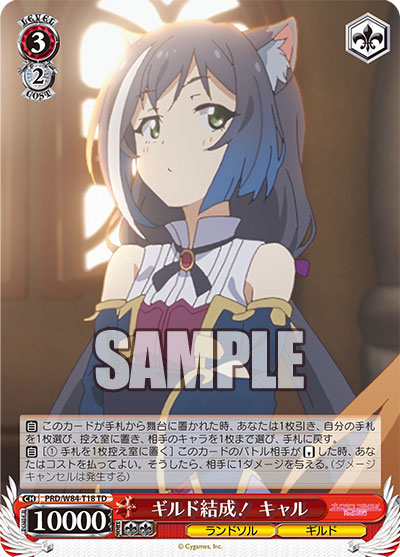 LEVEL
3
2
COST
SAMPLE
自 このカードが手札から舞台に置かれた時、あなたは1枚引き、自分の手札
を1枚選び、控え室に置き、相手のキャラを1枚まで選び、手札に戻す。
自 [① 手札を1枚控え室に置く] このカードのバトル相手が した時、あな
たはコストを払ってよい。そうしたら、相手に1ダメージを与える。(ダメージ
キャンセルは発生する)
CH PRD/W84-T18 TD
POWER
10000
SOUL
ギルド結成! キャル
ランドソル
ギルド
© Cygames, Inc.